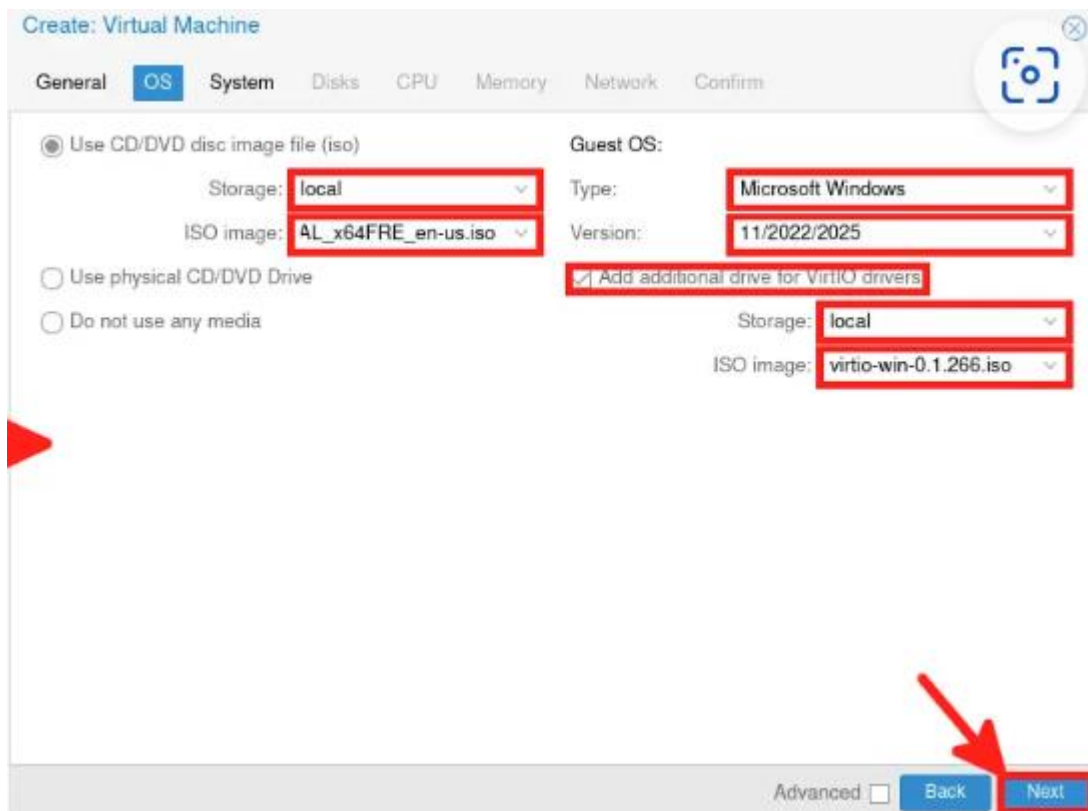 Create: Virtual Machine
General OS System Disks CPU Memory Network Confirm
Use CD/DVD disc image file (iso) Guest OS:
Storage: local Type: Microsoft Windows
ISO image: AL_x64FRE_en-us.iso Version: 11/2022/2025
Use physical CD/DVD Drive Add additional drive for VirtIO drivers
Do not use any media Storage: local
ISO image: virtio-win-0.1.266.iso
Advanced Back Next